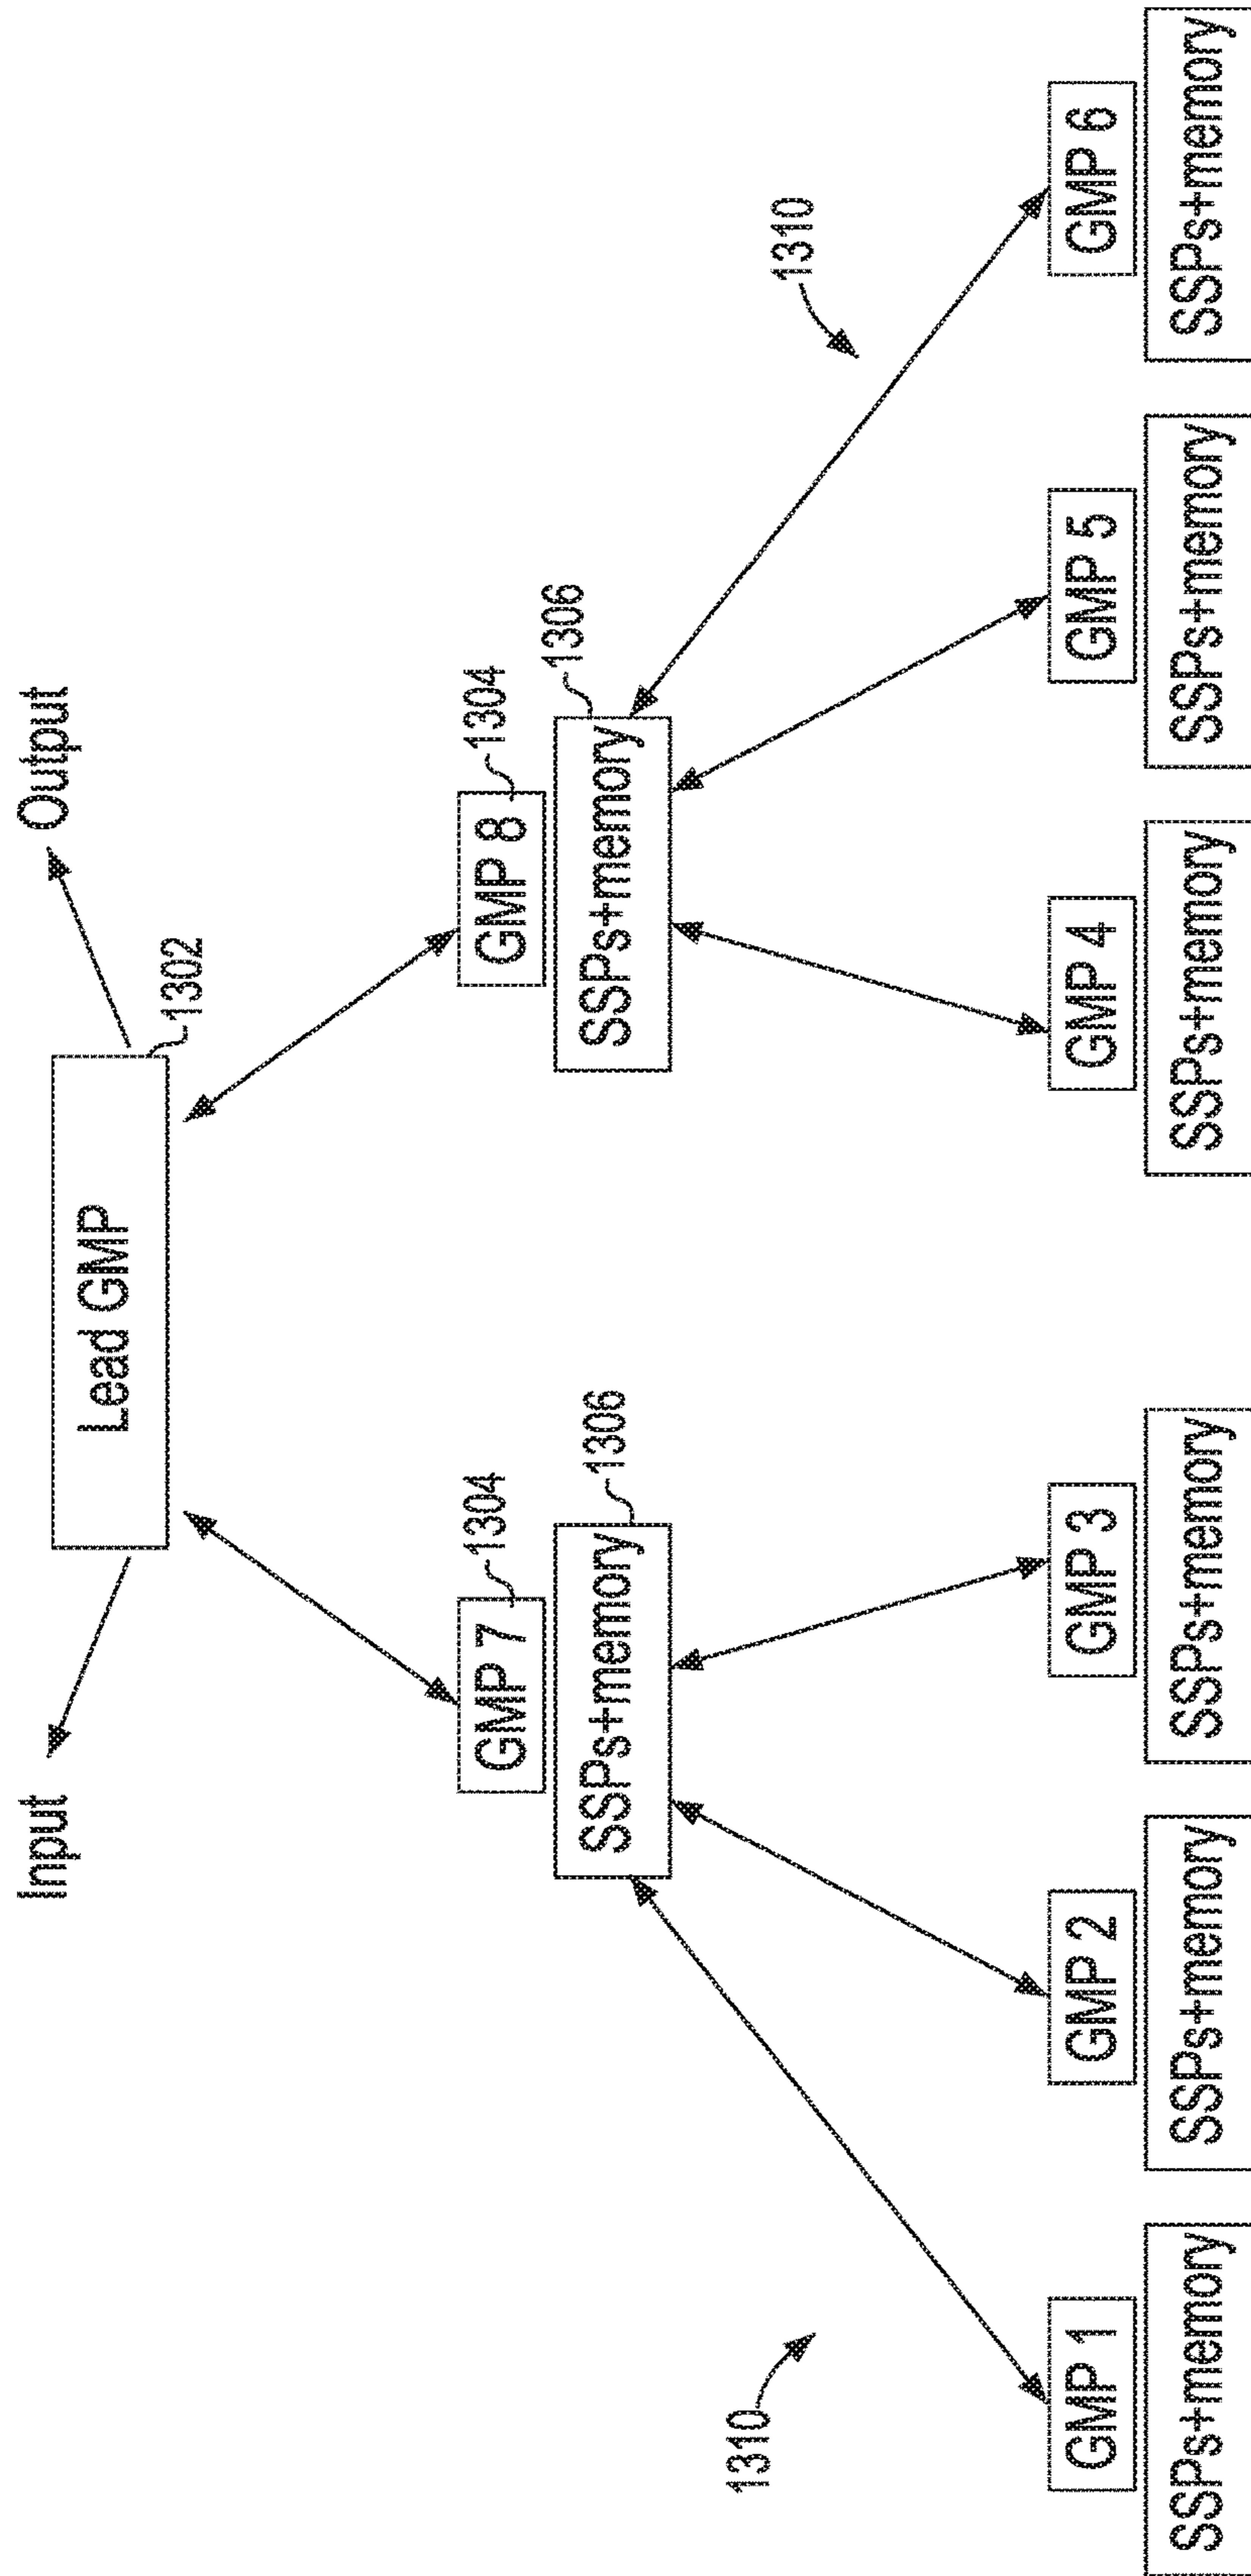 Input
Output
Lead GMP
1302
GMP 7
1304
SSPs+memory
1306
GMP 8
1304
SSPs+memory
1306
1310
1310
GMP 1
SSPs+memory
GMP 2
SSPs+memory
GMP 3
SSPs+memory
GMP 4
SSPs+memory
GMP 5
SSPs+memory
GMP 6
SSPs+memory